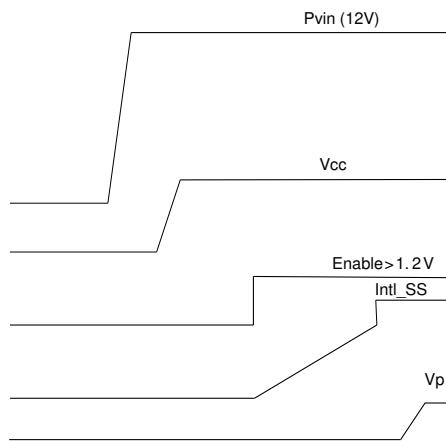 Pvin (12V)
Vcc
Enable>1.2V
Intl_SS
Vp